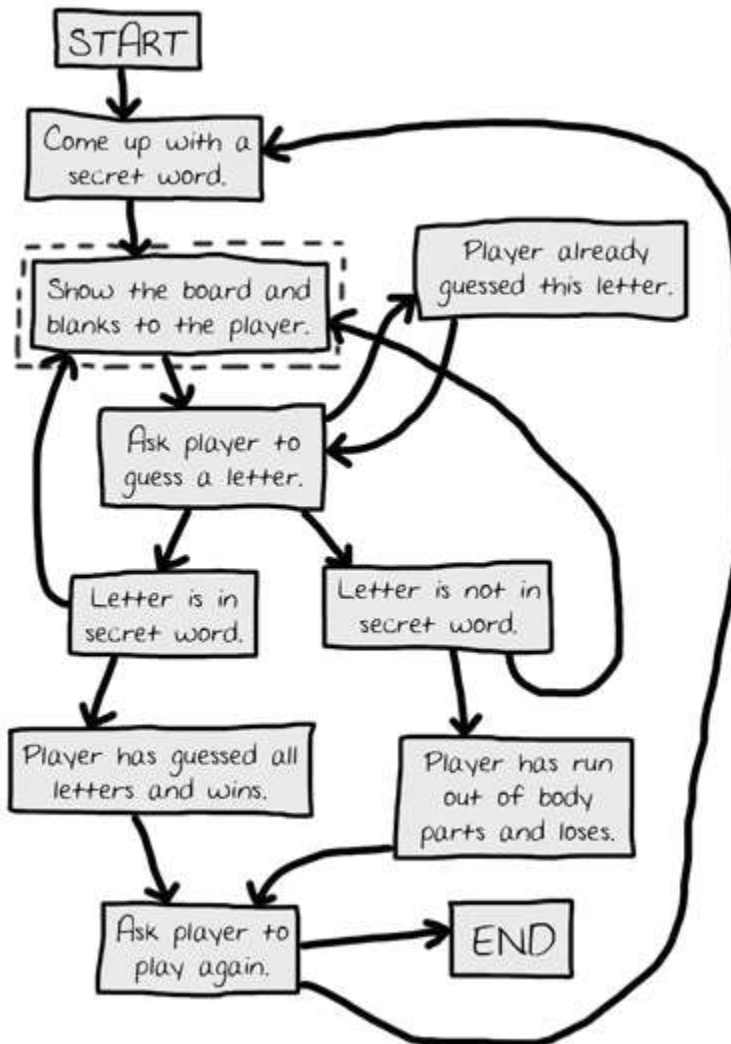 START
Come up with a
secret word.
Show the board and
blanks to the player.
Player already
guessed this letter.
Ask player to
guess a letter.
Letter is in
secret word.
Letter is not in
secret word.
Player has guessed all
letters and wins.
Player has run
out of body
parts and loses.
Ask player to
play again.
END